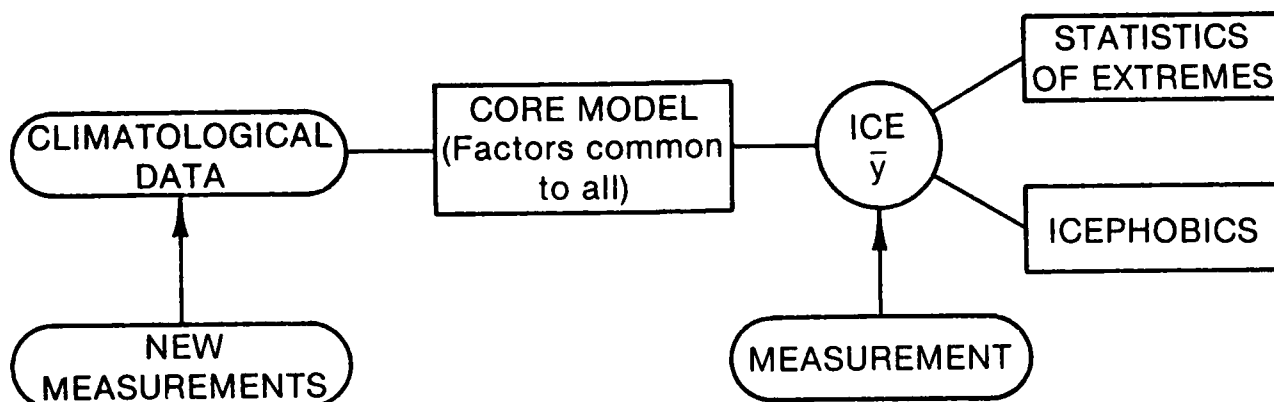 STATISTICS
OF EXTREMES
CORE MODEL
(Factors common
to all)
ICE
y̅
CLIMATOLOGICAL
DATA
ICEPHOBICS
NEW
MEASUREMENTS
MEASUREMENT